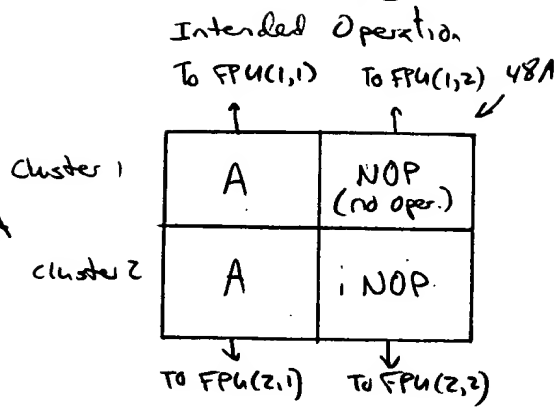 Intended Operation
To FPU(1,1) To FPU(1,2) 48A
Cluster 1 A NOP
(no oper.)
cluster 2 A i NOP
To FPU(2,1) To FPU(2,2)